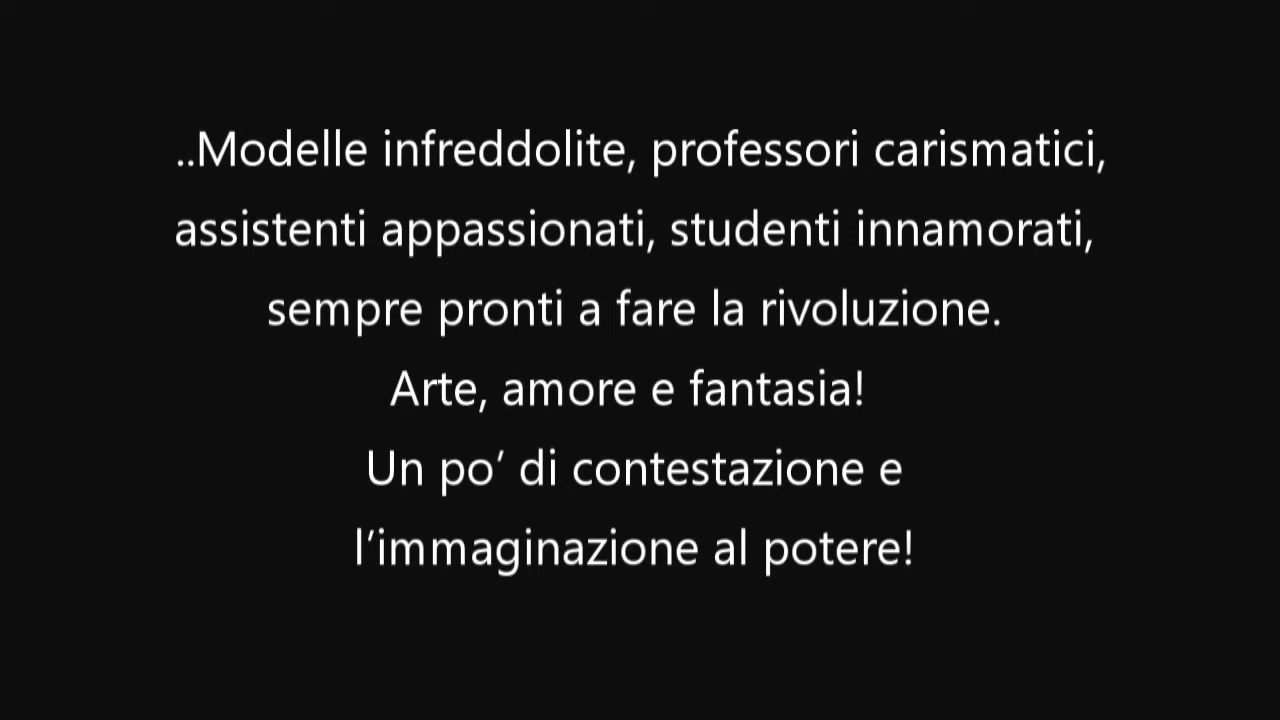 ..Modelle infreddolite, professori carismatici,
assistenti appassionati, studenti innamorati,
sempre pronti a fare la rivoluzione.
Arte, amore e fantasia!
Un po’ di contestazione e
l’immaginazione al potere!